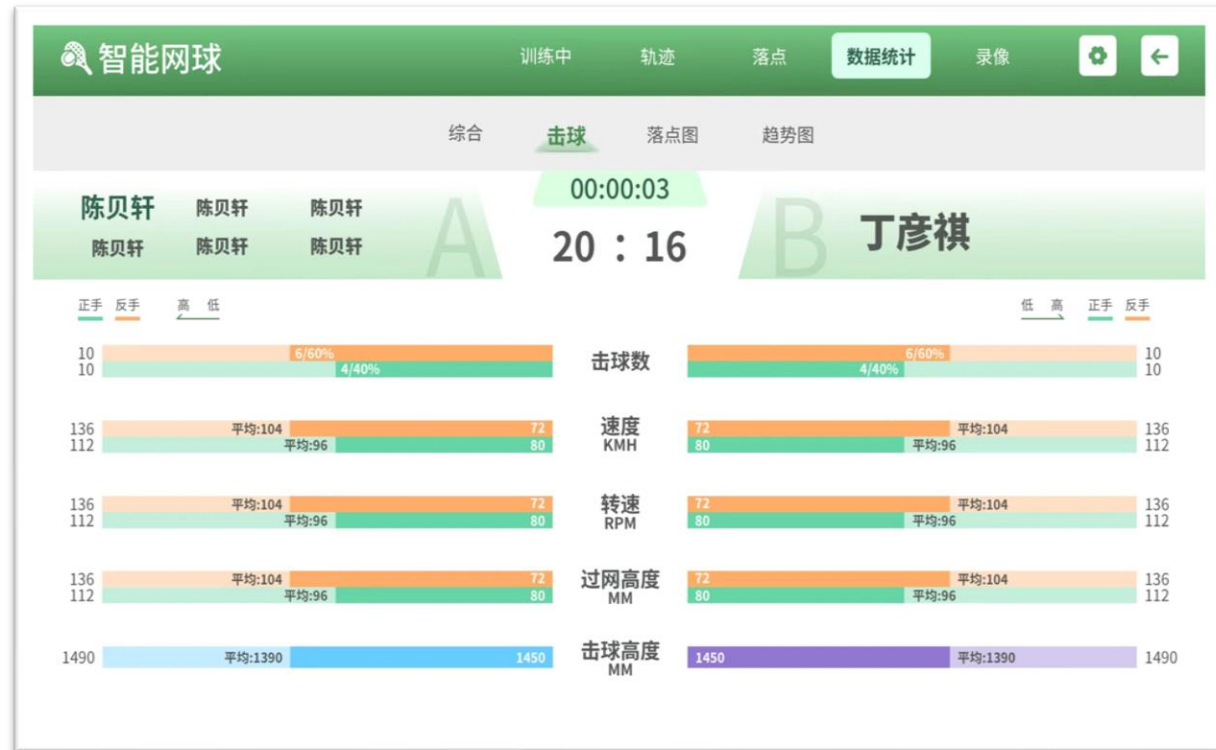 智能网球 训练中 轨迹 落点 数据统计 录像
综合 击球 落点图 趋势图
00:00:03
陈贝轩 陈贝轩 陈贝轩
陈贝轩 陈贝轩 陈贝轩
A
20 : 16
B
丁彦祺
正手 反手 高 低
低 高 正手 反手
10 6/60% 击球数 6/60% 10
10 4/40% 4/40% 10
136 平均:104 72 速度 72 平均:104 136
112 平均:96 80 KMH 80 平均:96 112
136 平均:104 72 转速 72 平均:104 136
112 平均:96 80 RPM 80 平均:96 112
136 平均:104 72 过网高度 72 平均:104 136
112 平均:96 80 MM 80 平均:96 112
1490 平均:1390 1450 击球高度 1450 平均:1390 1490
MM